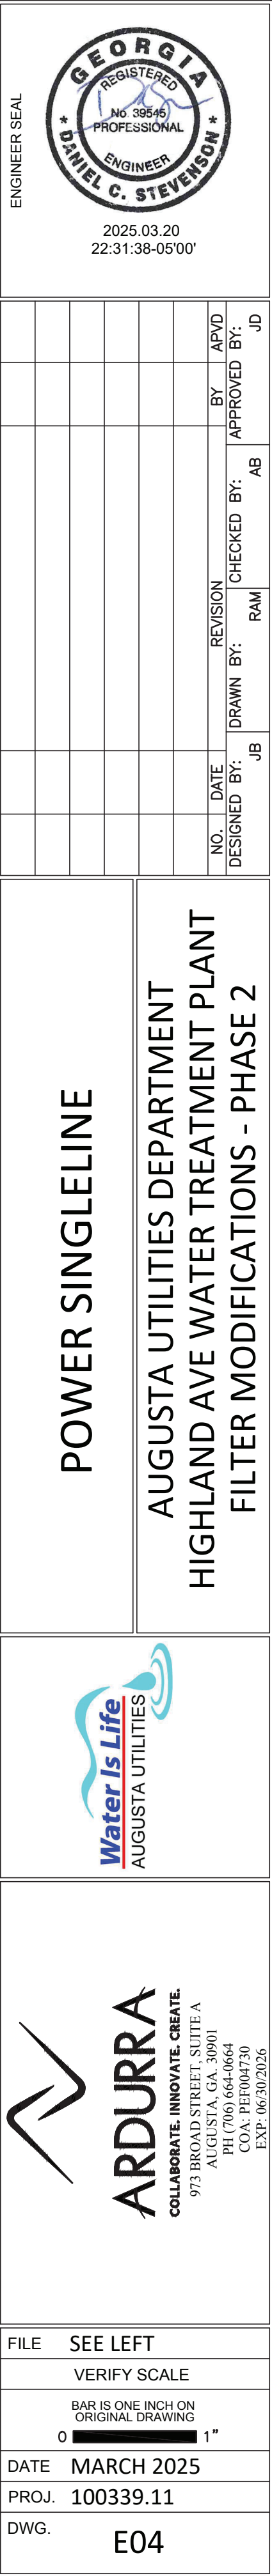 ENGINEER SEAL
GEORGIA
REGISTERED
No. 39545
PROFESSIONAL
ENGINEER
* DANIEL C. STEVENSON *
2025.03.20
22:31:38-05'00'
NO. DATE REVISION BY APVD
DESIGNED BY: JB DRAWN BY: RAM CHECKED BY: AB APPROVED BY: JD
POWER SINGLELINE
AUGUSTA UTILITIES DEPARTMENT
HIGHLAND AVE WATER TREATMENT PLANT
FILTER MODIFICATIONS - PHASE 2
Water Is Life
AUGUSTA UTILITIES
ARDURRA
COLLABORATE. INNOVATE. CREATE.
973 BROAD STREET, SUITE A
AUGUSTA, GA. 30901
PH (706) 664-0664
COA: PEF004730
EXP: 06/30/2026
FILE SEE LEFT
VERIFY SCALE
BAR IS ONE INCH ON
ORIGINAL DRAWING
0 1"
DATE MARCH 2025
PROJ. 100339.11
DWG. E04